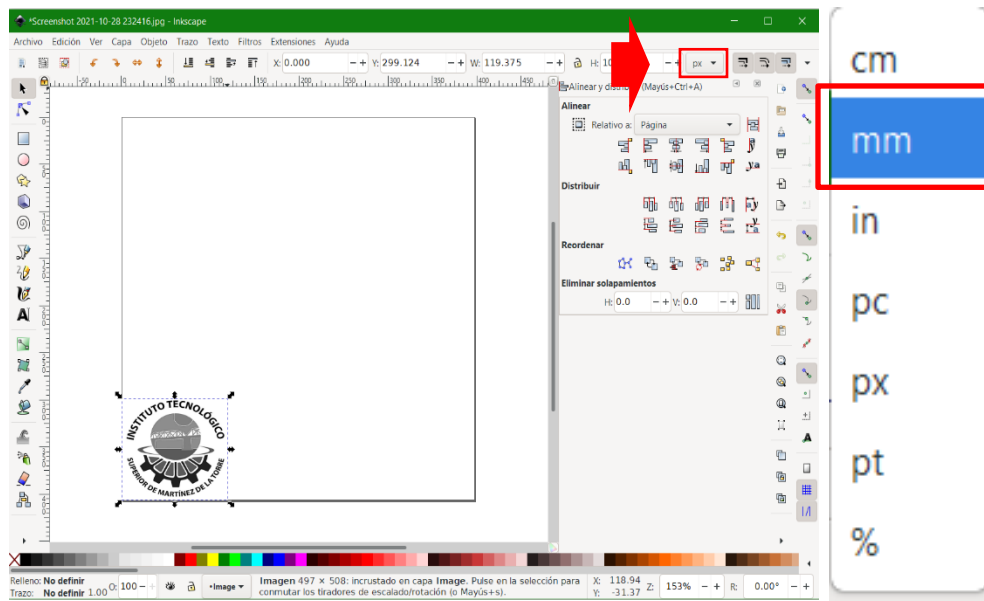 *Screenshot 2021-10-28 232416.jpg - Inkscape
Archivo Edición Ver Capa Objeto Trazo Texto Filtros Extensiones Ayuda
X: 0.000 − + Y: 299.124 − + W: 119.375 − + H: 10 − + px
Alinear y distribuir (Mayús+Ctrl+A)
Alinear
Relativo a: Página
Distribuir
Reordenar
Eliminar solapamientos
H: 0.0 − + V: 0.0 − +
INSTITUTO TECNOLÓGICO
SUPERIOR DE MARTÍNEZ DE LA TORRE
Relleno: No definir
Trazo: No definir 1.00 O: 100 − +
•Image
Imagen 497 × 508: incrustado en capa Image. Pulse en la selección para
conmutar los tiradores de escalado/rotación (o Mayús+s).
X: 118.94
Y: -31.37
Z: 153% − + R: 0.00° − +
cm
mm
in
pc
px
pt
%